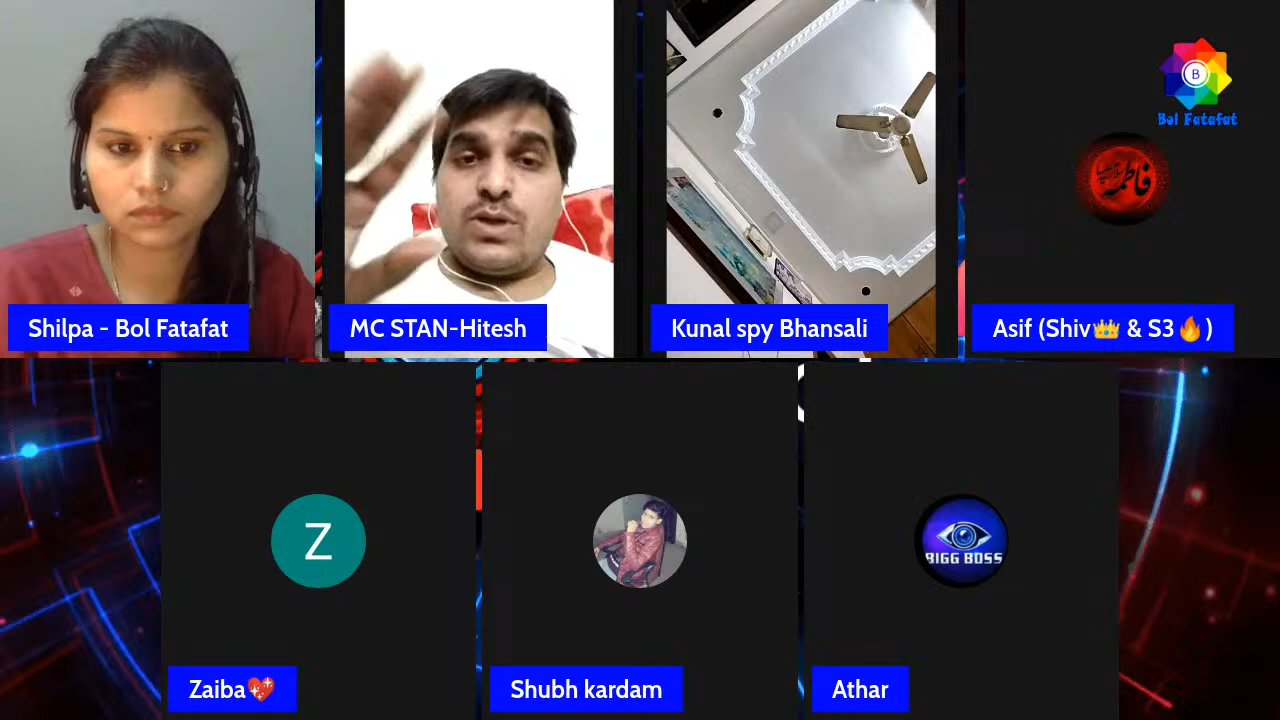 B
Bol Fatafat
فاطمہ
Shilpa - Bol Fatafat
MC STAN-Hitesh
Kunal spy Bhansali
Asif (Shiv👑 & S3🔥)
Z
BIGG BOSS
Zaiba💖
Shubh kardam
Athar